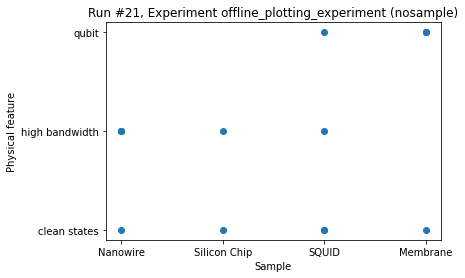 Run #21, Experiment offline_plotting_experiment (nosample)
qubit
high bandwidth
clean states
Physical feature
Nanowire Silicon Chip SQUID Membrane
Sample